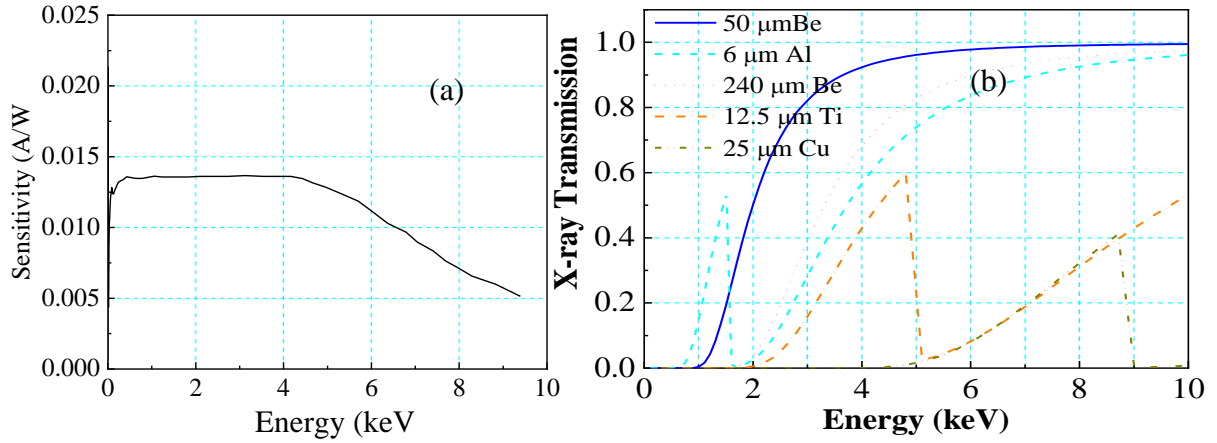 0.025
0.020
0.015
0.010
0.005
0.000
Sensitivity (A/W)
(a)
0 2 4 6 8 10
Energy (keV
1.0
0.8
0.6
0.4
0.2
0.0
X-ray Transmission
50 μmBe
6 μm Al
240 μm Be
12.5 μm Ti
25 μm Cu
(b)
0 2 4 6 8 10
Energy (keV)